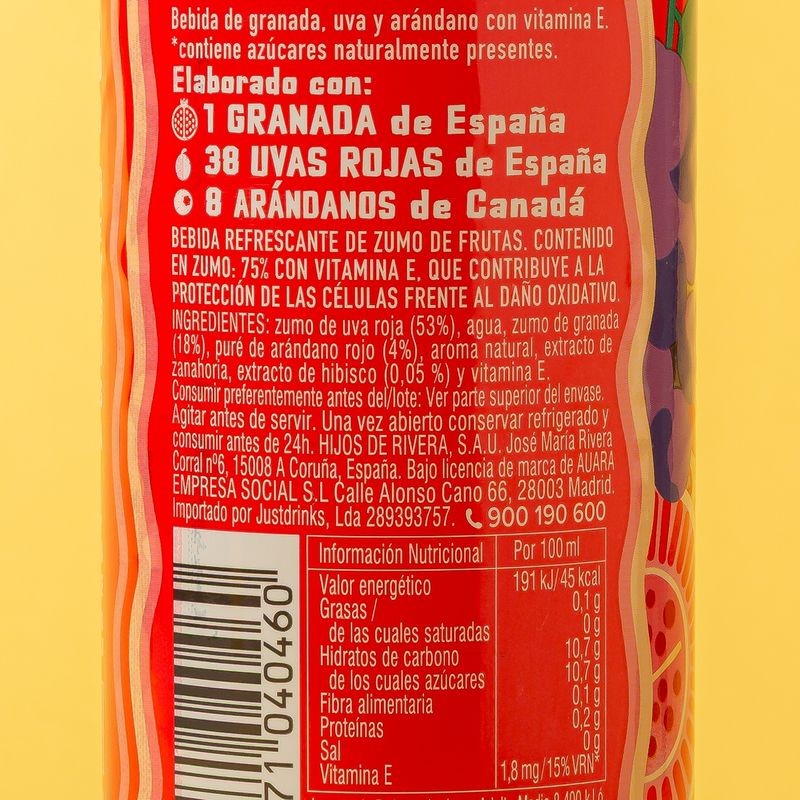 Bebida de granada, uva y arándano con vitamina E.
*contiene azúcares naturalmente presentes.
Elaborado con:
1 GRANADA de España
38 UVAS ROJAS de España
8 ARÁNDANOS de Canadá
BEBIDA REFRESCANTE DE ZUMO DE FRUTAS. CONTENIDO
EN ZUMO: 75% CON VITAMINA E, QUE CONTRIBUYE A LA
PROTECCIÓN DE LAS CÉLULAS FRENTE AL DAÑO OXIDATIVO.
INGREDIENTES: zumo de uva roja (53%), agua, zumo de granada
(18%), puré de arándano rojo (4%), aroma natural, extracto de
zanahoria, extracto de hibisco (0,05 %) y vitamina E.
Consumir preferentemente antes del/lote: Ver parte superior del envase.
Agitar antes de servir. Una vez abierto conservar refrigerado y
consumir antes de 24h. HIJOS DE RIVERA, S.A.U. José María Rivera
Corral nº6, 15008 A Coruña, España. Bajo licencia de marca de AUARA
EMPRESA SOCIAL S.L Calle Alonso Cano 66, 28003 Madrid.
Importado por Justdrinks, Lda 289393757. 900 190 600
Información Nutricional Por 100 ml
Valor energético 191 kJ/45 kcal
Grasas / 0,1 g
de las cuales saturadas 0 g
Hidratos de carbono 10,7 g
de los cuales azúcares 10,7 g
Fibra alimentaria 0,1 g
Proteínas 0,2 g
Sal 0 g
Vitamina E 1,8 mg/15% VRN*
71 040460